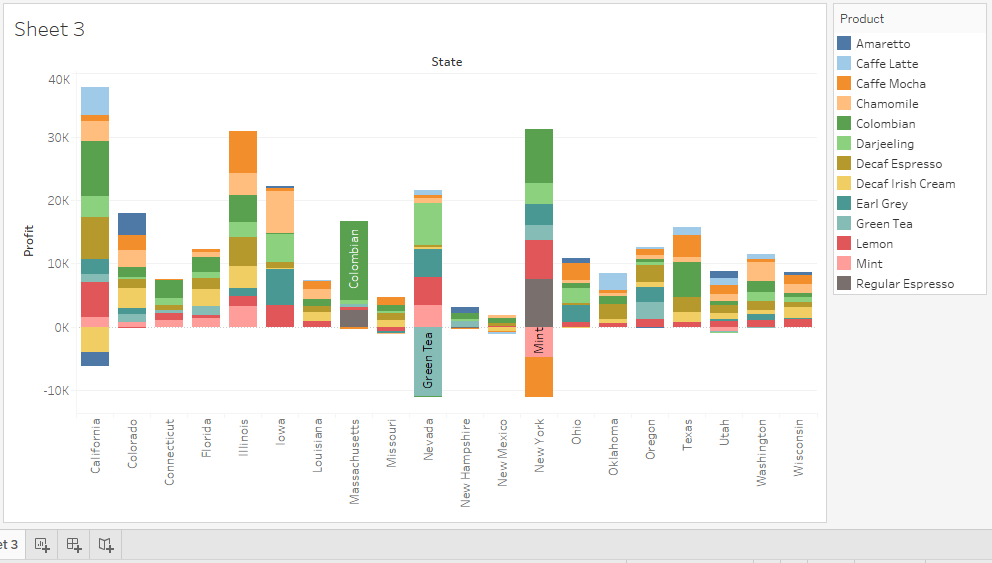 Sheet 3
State
Profit
40K
30K
20K
10K
0K
-10K
Colombian
Green Tea
Mint
California
Colorado
Connecticut
Florida
Illinois
Iowa
Louisiana
Massachusetts
Missouri
Nevada
New Hampshire
New Mexico
New York
Ohio
Oklahoma
Oregon
Texas
Utah
Washington
Wisconsin
Product
Amaretto
Caffe Latte
Caffe Mocha
Chamomile
Colombian
Darjeeling
Decaf Espresso
Decaf Irish Cream
Earl Grey
Green Tea
Lemon
Mint
Regular Espresso
et 3